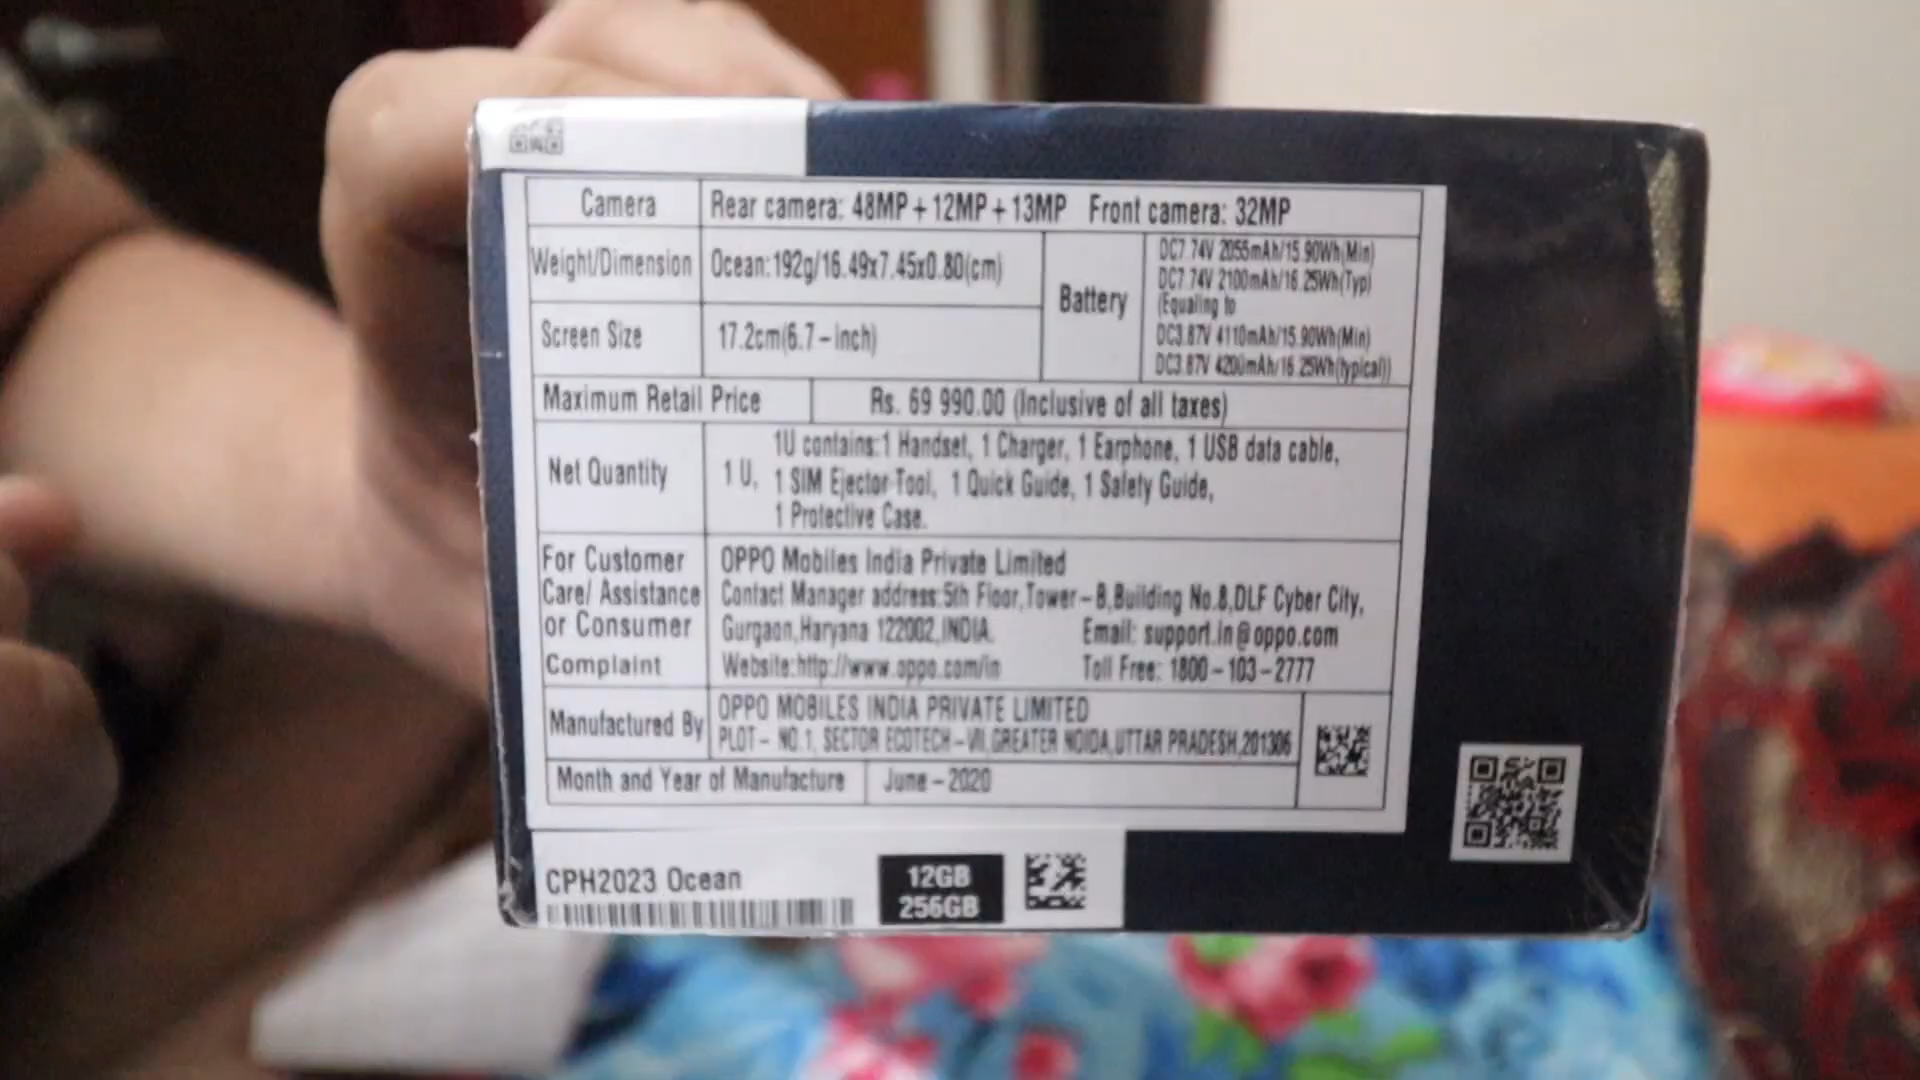 Camera Rear camera: 48MP+12MP+13MP Front camera: 32MP
Weight/Dimension Ocean:192g/16.49x7.45x0.80(cm)
Screen Size 17.2cm(6.7-inch)
Battery
DC7.74V 2055mAh/15.90Wh(Min)
DC7.74V 2100mAh/16.25Wh(Typ)
(Equaling to
DC3.87V 4110mAh/15.90Wh(Min)
DC3.87V 4200mAh/16.25Wh(typical))
Maximum Retail Price Rs. 69 990.00 (Inclusive of all taxes)
Net Quantity 1 U, 1U contains:1 Handset, 1 Charger, 1 Earphone, 1 USB data cable,
1 SIM Ejector Tool, 1 Quick Guide, 1 Safety Guide,
1 Protective Case.
For Customer
Care/ Assistance
or Consumer
Complaint
OPPO Mobiles India Private Limited
Contact Manager address:5th Floor,Tower-B,Building No.8,DLF Cyber City,
Gurgaon,Haryana 122002,INDIA. Email: support.in@oppo.com
Website:http://www.oppo.com/in Toll Free: 1800-103-2777
Manufactured By OPPO MOBILES INDIA PRIVATE LIMITED
PLOT- NO.1, SECTOR ECOTECH-VII,GREATER NOIDA,UTTAR PRADESH,201306
Month and Year of Manufacture June-2020
CPH2023 Ocean
12GB
256GB